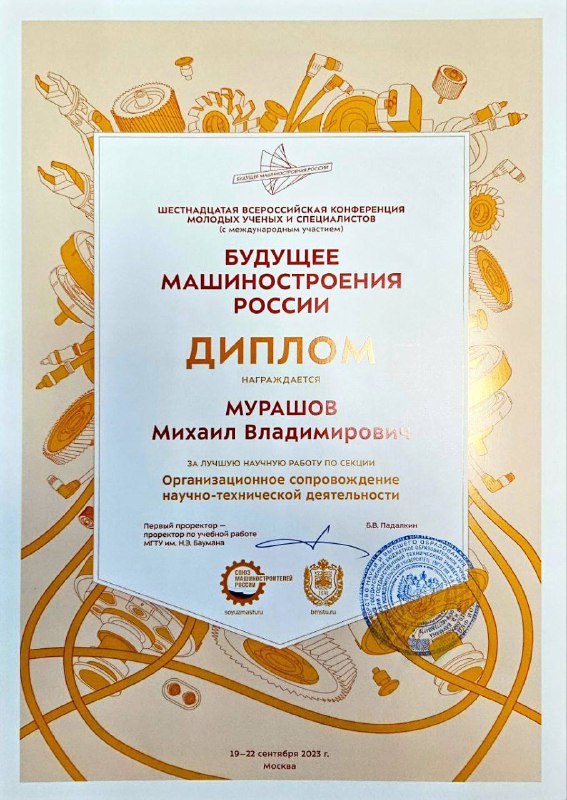 БУДУЩЕЕ МАШИНОСТРОЕНИЯ РОССИИ
ШЕСТНАДЦАТАЯ ВСЕРОССИЙСКАЯ КОНФЕРЕНЦИЯ
МОЛОДЫХ УЧЕНЫХ И СПЕЦИАЛИСТОВ
(с международным участием)
БУДУЩЕЕ
МАШИНОСТРОЕНИЯ
РОССИИ
ДИПЛОМ
НАГРАЖДАЕТСЯ
МУРАШОВ
Михаил Владимирович
ЗА ЛУЧШУЮ НАУЧНУЮ РАБОТУ ПО СЕКЦИИ
Организационное сопровождение
научно-технической деятельности
Первый проректор —
проректор по учебной работе
МГТУ им. Н.Э. Баумана
Б.В. Падалкин
СОЮЗ
МАШИНОСТРОИТЕЛЕЙ
РОССИИ
soyuzmash.ru
bmstu.ru
19–22 сентября 2023 г.
Москва